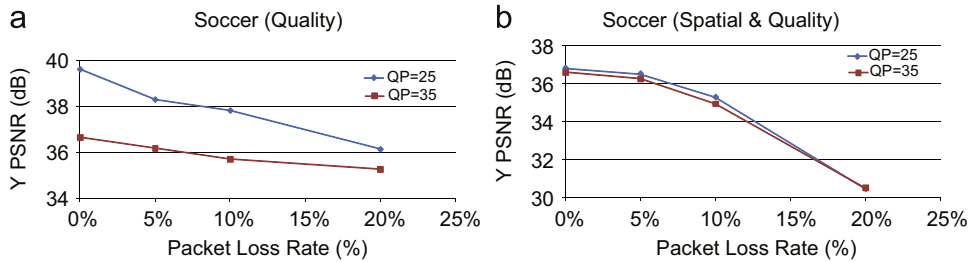 a
Soccer (Quality)
Y PSNR (dB)
40
38
36
34
QP=25
QP=35
0% 5% 10% 15% 20% 25%
Packet Loss Rate (%)
b
Soccer (Spatial & Quality)
Y PSNR (dB)
38
36
34
32
30
QP=25
QP=35
0% 5% 10% 15% 20% 25%
Packet Loss Rate (%)